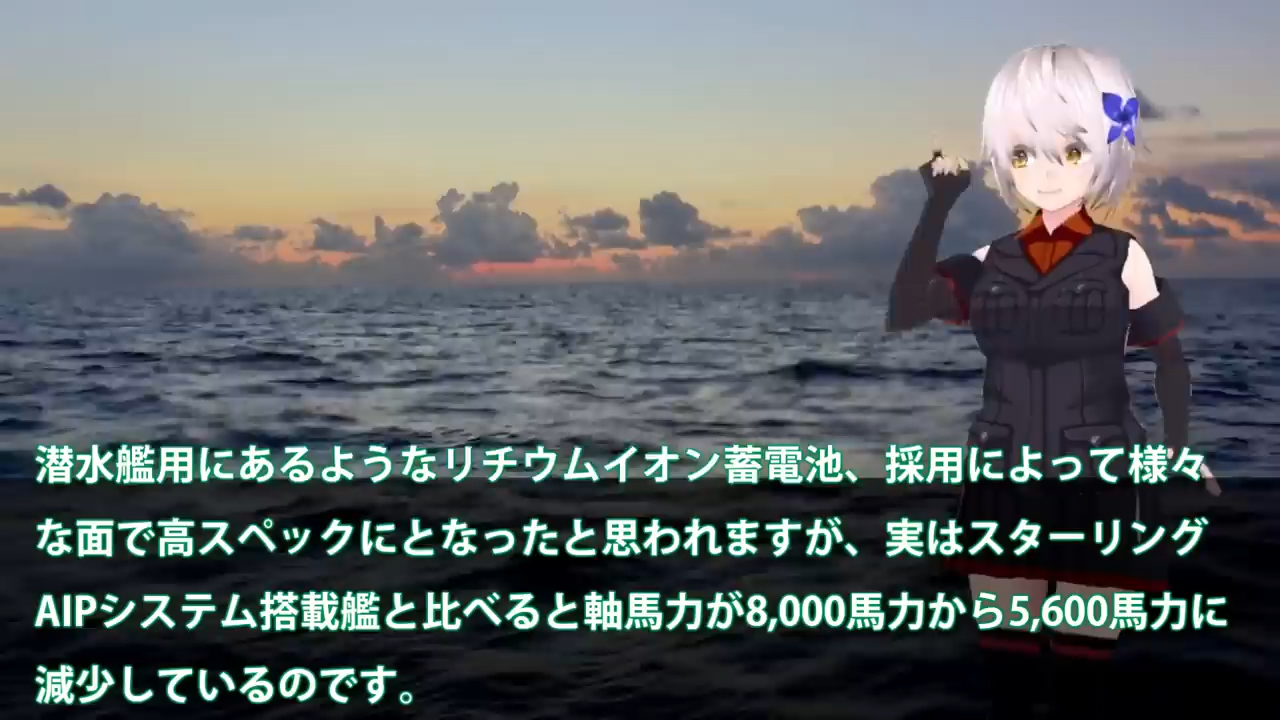 潜水艦用にあるようなリチウムイオン蓄電池、採用によって様々
な面で高スペックにとなったと思われますが、実はスターリング
AIPシステム搭載艦と比べると軸馬力が8,000馬力から5,600馬力に
減少しているのです。